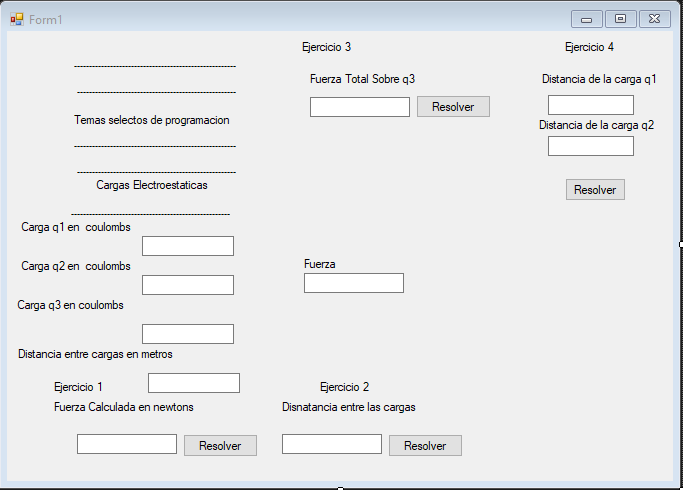 Form1
Ejercicio 3
Ejercicio 4
Fuerza Total Sobre q3
Distancia de la carga q1
Resolver
Temas selectos de programacion
Distancia de la carga q2
Cargas Electroestaticas
Resolver
Carga q1 en  coulombs
Carga q2 en  coulombs
Fuerza
Carga q3 en coulombs
Distancia entre cargas en metros
Ejercicio 1
Ejercicio 2
Fuerza Calculada en newtons
Disnatancia entre las cargas
Resolver
Resolver